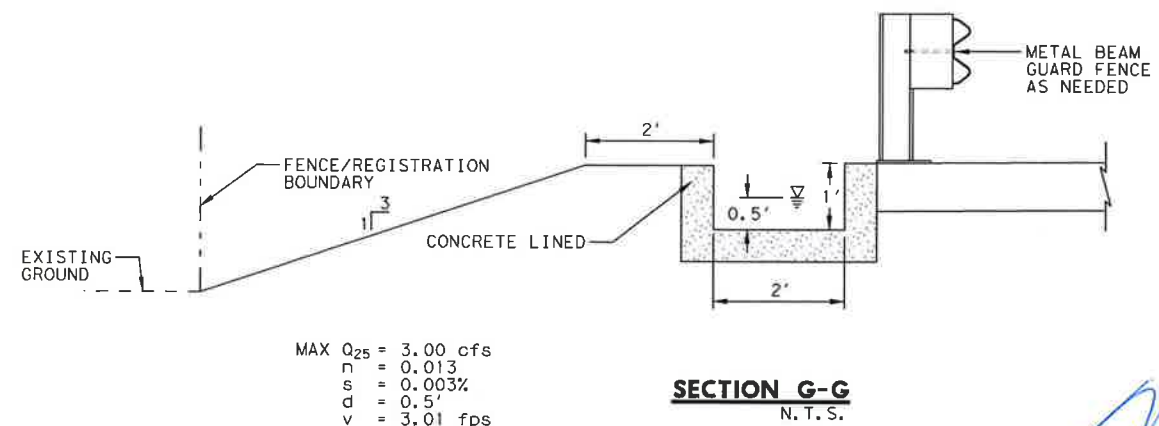 METAL BEAM
GUARD FENCE
AS NEEDED
2'
FENCE/REGISTRATION
BOUNDARY
3
1
1'
0.5'
CONCRETE LINED
EXISTING
GROUND
2'
MAX Q₂₅ = 3.00 cfs
n = 0.013
s = 0.003%
d = 0.5'
v = 3.01 fps
SECTION G-G
N.T.S.